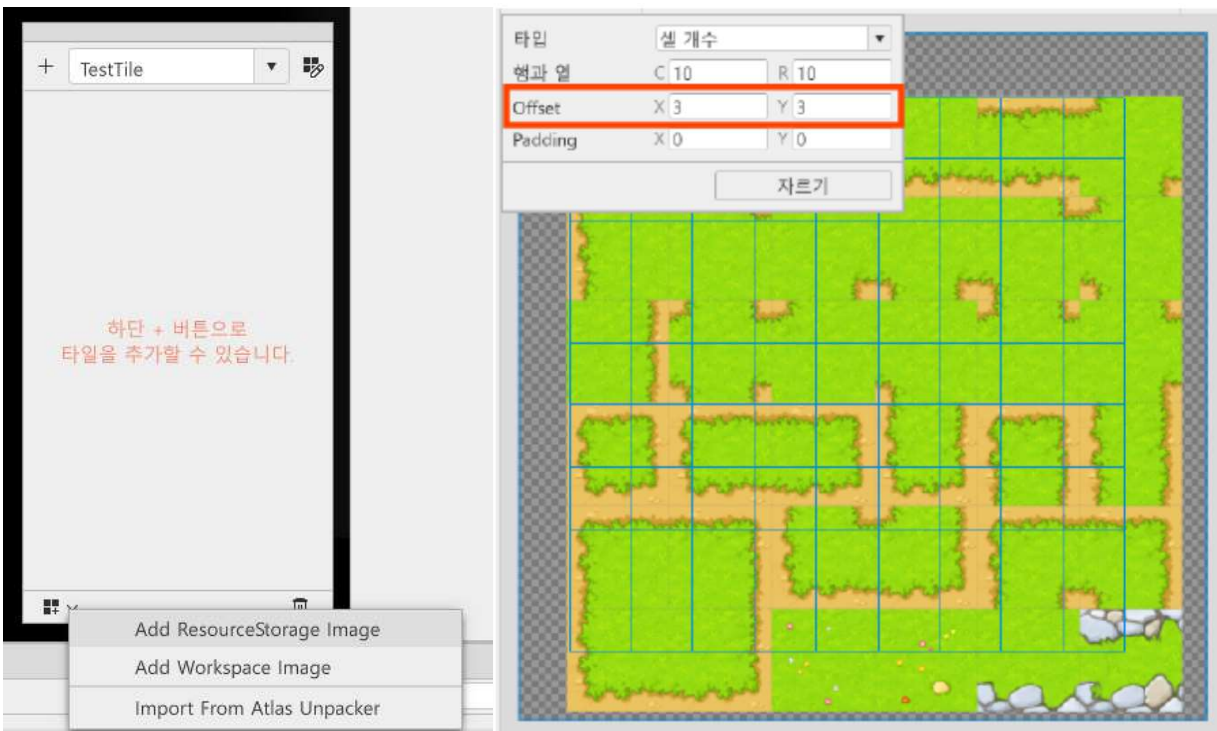 TestTile
하단 + 버튼으로
타일을 추가할 수 있습니다.
Add ResourceStorage Image
Add Workspace Image
Import From Atlas Unpacker
타입 셀 개수
행과 열 C 10 R 10
Offset X 3 Y 3
Padding X 0 Y 0
자르기